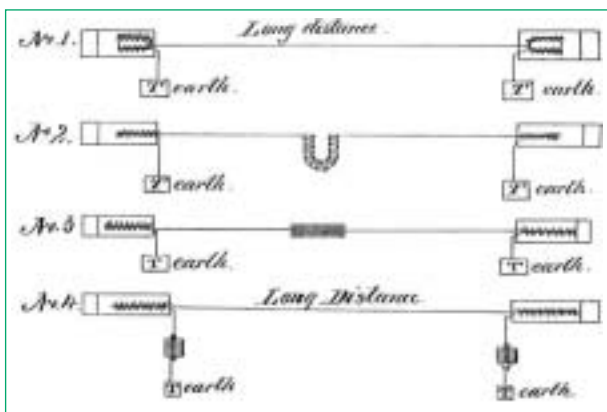 No. 1. Long distance.
T earth. T earth.
No. 2.
T earth. T earth.
No. 3
T earth. T earth.
No. 4. Long Distance
T earth T earth.